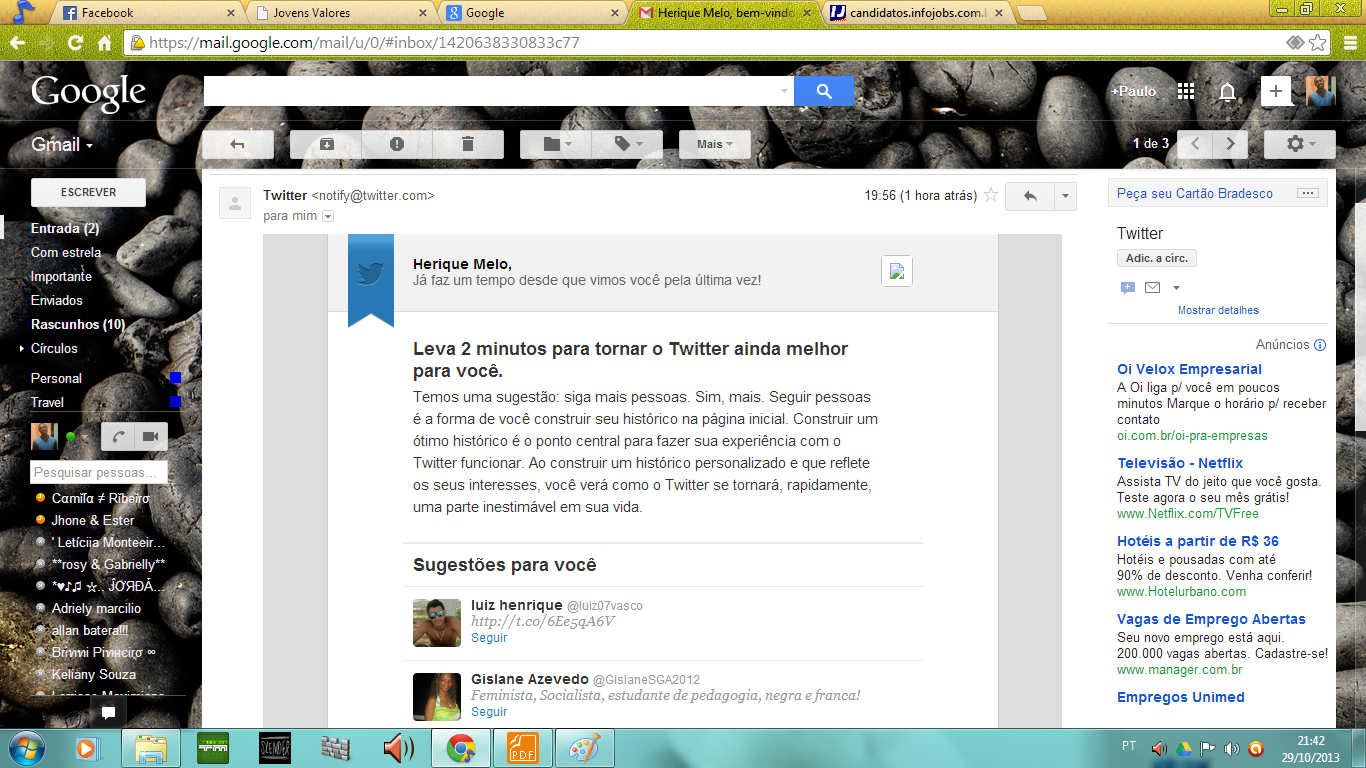 Facebook
Jovens Valores
Google
Herique Melo, bem-vindo
candidatos.infojobs.com.
https://mail.google.com/mail/u/0/#inbox/1420638330833c77
Google
+Paulo
Gmail
Mais
1 de 3
ESCREVER
Entrada (2)
Com estrela
Importante
Enviados
Rascunhos (10)
Círculos
Personal
Travel
Pesquisar pessoas...
Jhone & Ester
' Letíciia Monteeir...
**rosy & Gabrielly**
Adriely marcilio
allan batera!!!
Keliany Souza
Twitter <notify@twitter.com>
19:56 (1 hora atrás)
para mim
Herique Melo,
Já faz um tempo desde que vimos você pela última vez!
Leva 2 minutos para tornar o Twitter ainda melhor
para você.
Temos uma sugestão: siga mais pessoas. Sim, mais. Seguir pessoas
é a forma de você construir seu histórico na página inicial. Construir um
ótimo histórico é o ponto central para fazer sua experiência com o
Twitter funcionar. Ao construir um histórico personalizado e que reflete
os seus interesses, você verá como o Twitter se tornará, rapidamente,
uma parte inestimável em sua vida.
Sugestões para você
luiz henrique @luiz07vasco
http://t.co/6Ee5qA6V
Seguir
Gislane Azevedo @GislaneSGA2012
Feminista, Socialista, estudante de pedagogia, negra e franca!
Seguir
Peça seu Cartão Bradesco
Twitter
Adic. a círc.
Mostrar detalhes
Anúncios
Oi Velox Empresarial
A Oi liga p/ você em poucos
minutos Marque o horário p/ receber
contato
oi.com.br/oi-pra-empresas
Televisão - Netflix
Assista TV do jeito que você gosta.
Teste agora o seu mês grátis!
www.Netflix.com/TVFree
Hotéis a partir de R$ 36
Hotéis e pousadas com até
90% de desconto. Venha conferir!
www.Hotelurbano.com
Vagas de Emprego Abertas
Seu novo emprego está aqui.
200.000 vagas abertas. Cadastre-se!
www.manager.com.br
Empregos Unimed
SLENDER
PDF
PT
21:42
29/10/2013